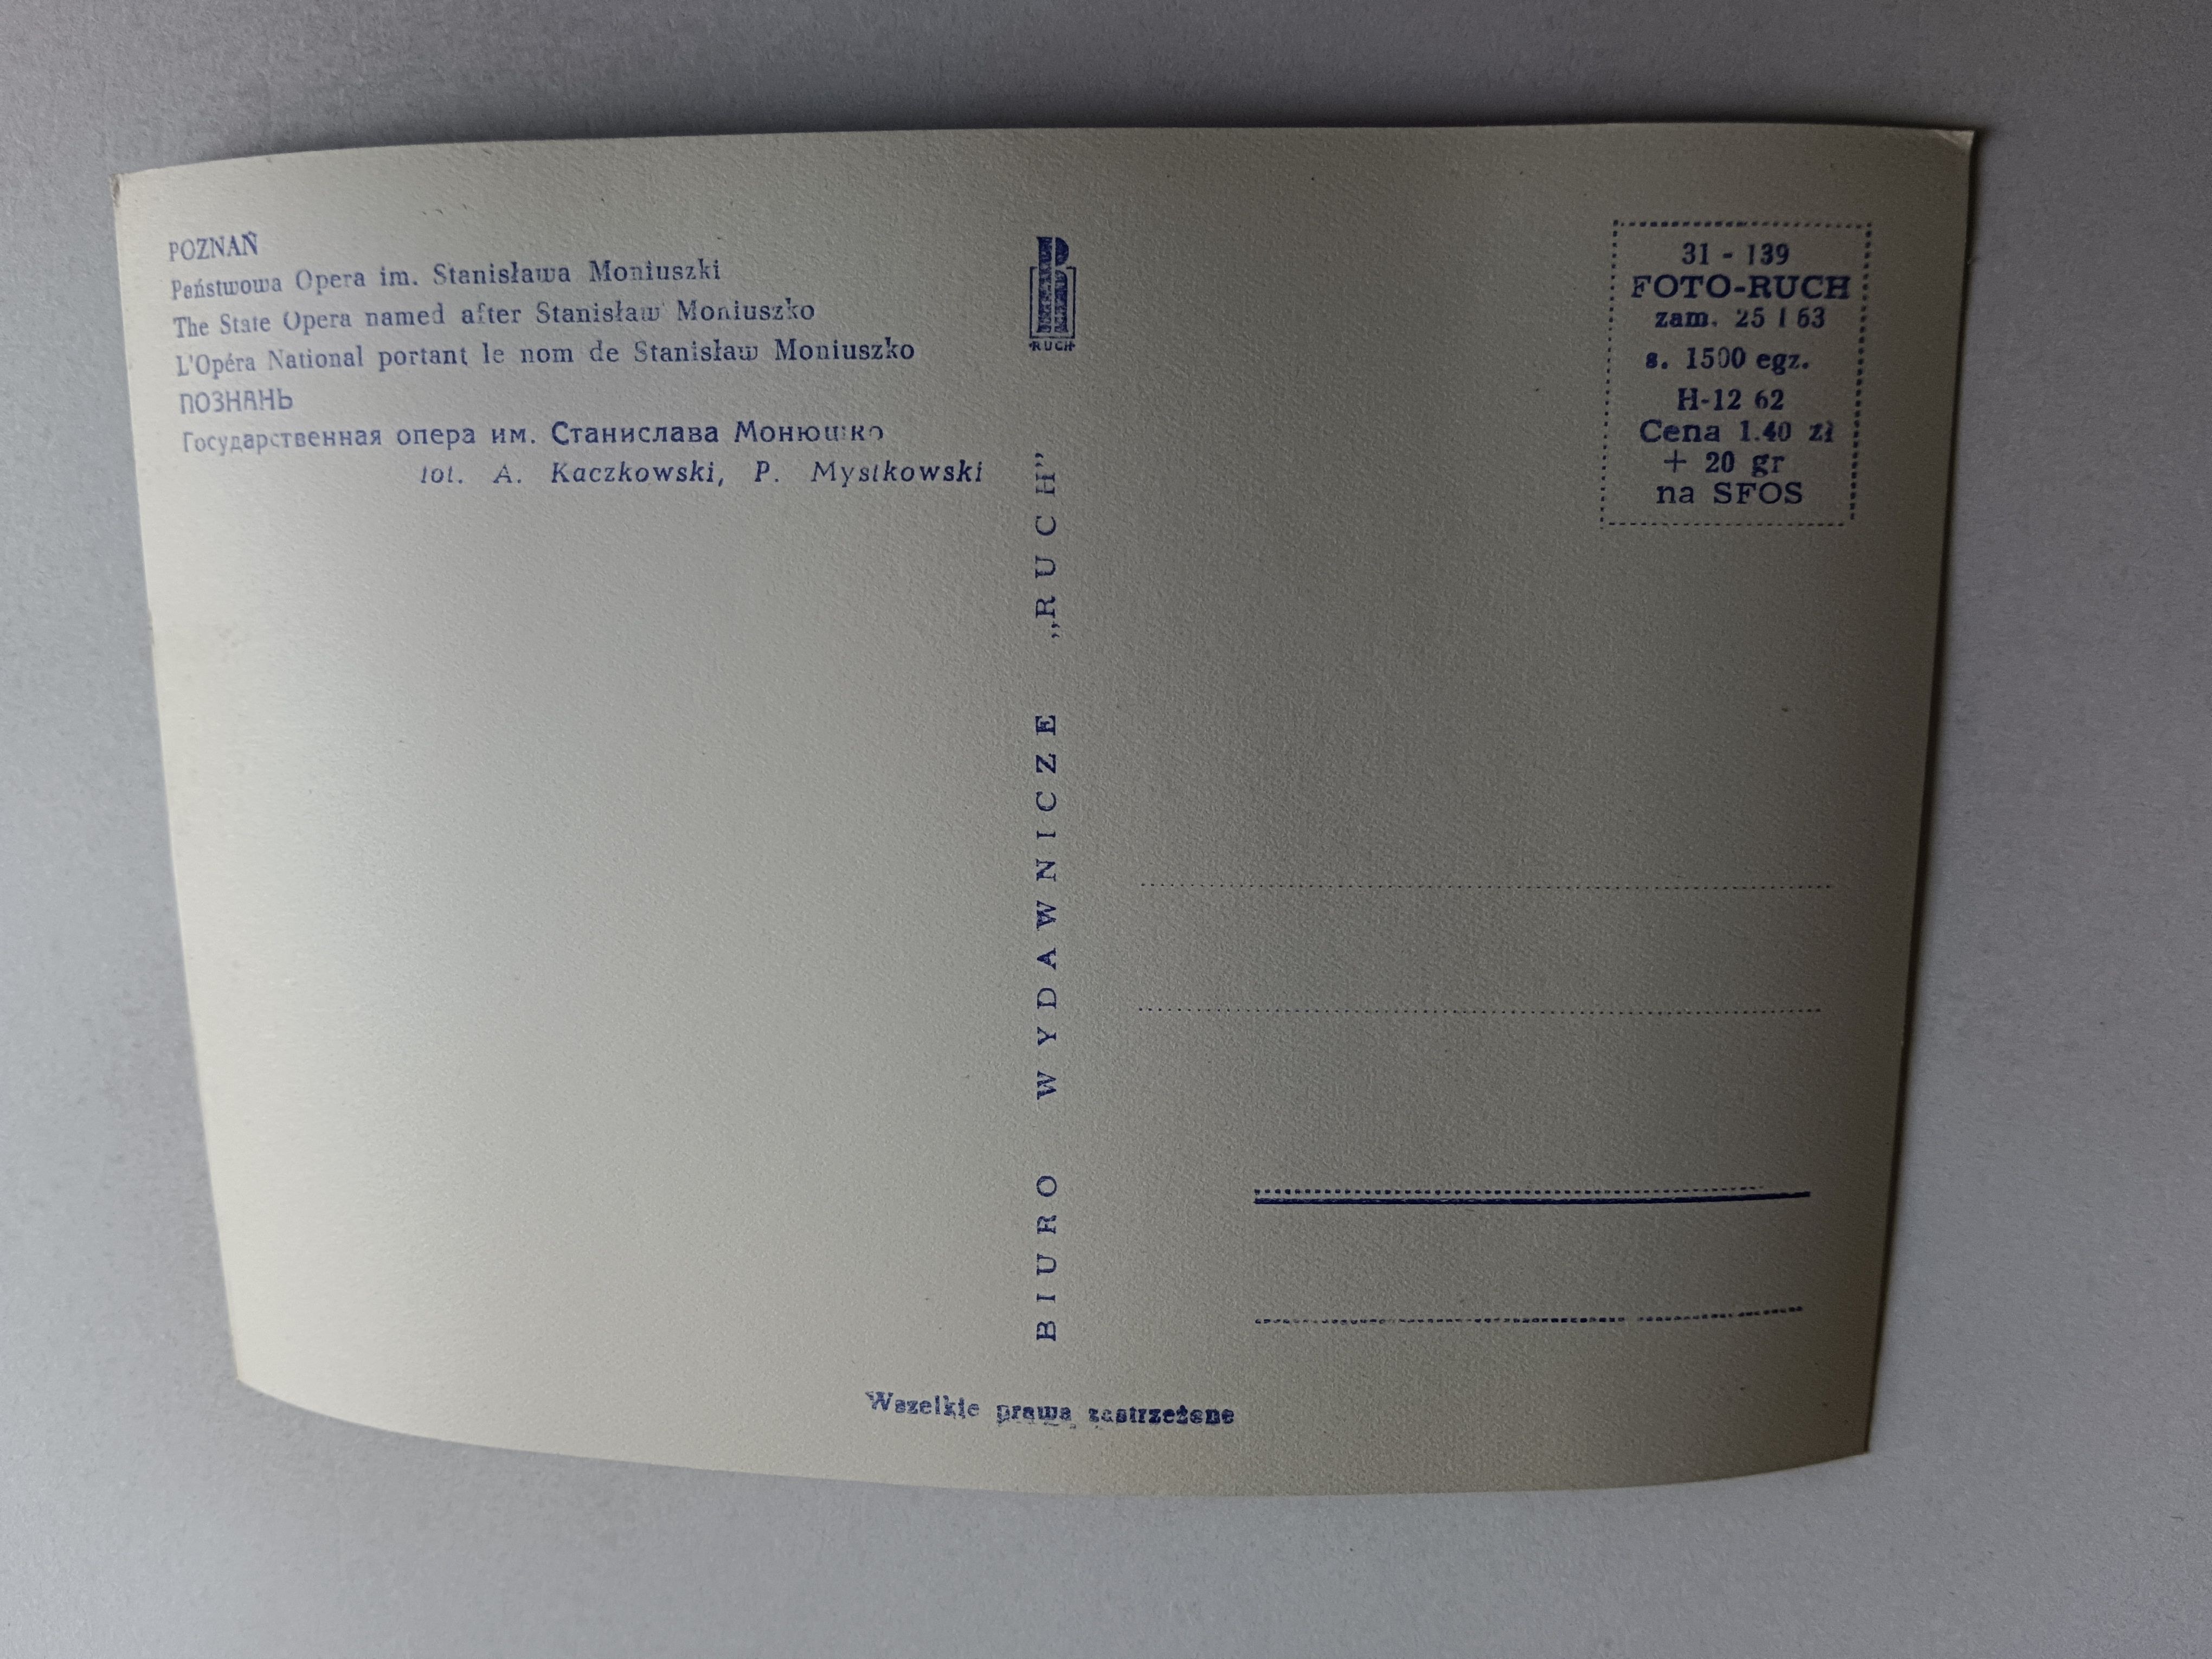 POZNAŃ
Państwowa Opera im. Stanisława Moniuszki
The State Opera named after Stanisław Moniuszko
L'Opéra National portant le nom de Stanisław Moniuszko
ПОЗНАНЬ
Государственная опера им. Станислава Монюшко
fot. A. Kaczkowski, P. Mystkowski
RUCH
BIURO WYDAWNICZE „RUCH”
31 - 139
FOTO-RUCH
zam. 25 I 63
s. 1500 egz.
H-12 62
Cena 1.40 zł
+ 20 gr
na SFOS
Wszelkie prawa zastrzeżone